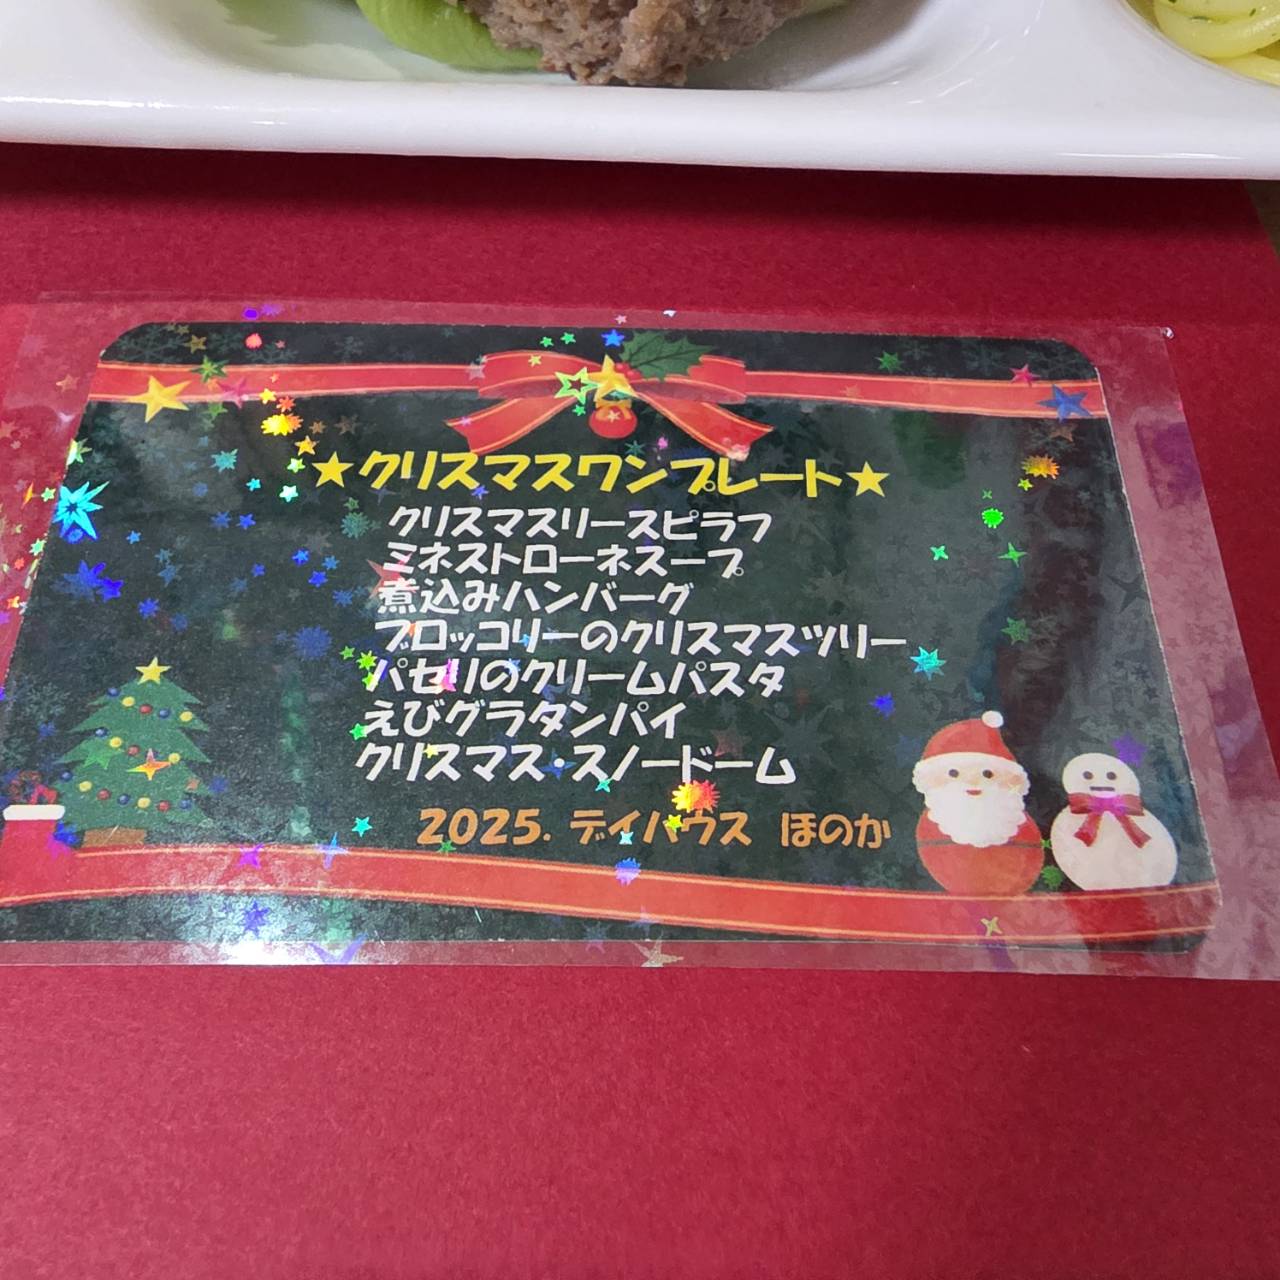 ★クリスマスワンプレート★
クリスマスリースピラフ
ミネストローネスープ
煮込みハンバーグ
ブロッコリーのクリスマスツリー
パセリのクリームパスタ
えびグラタンパイ
クリスマス・スノードーム
2025. デイハウス ほのか